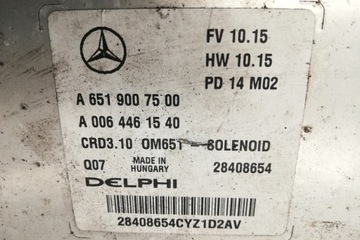 FV 10.15
HW 10.15
PD 14 M02
A 651 900 75 00
A 006 446 15 40
CRD3.10 OM651 SOLENOID
Q07 MADE IN HUNGARY 28408654
DELPHI
28408654CYZ1D2AV